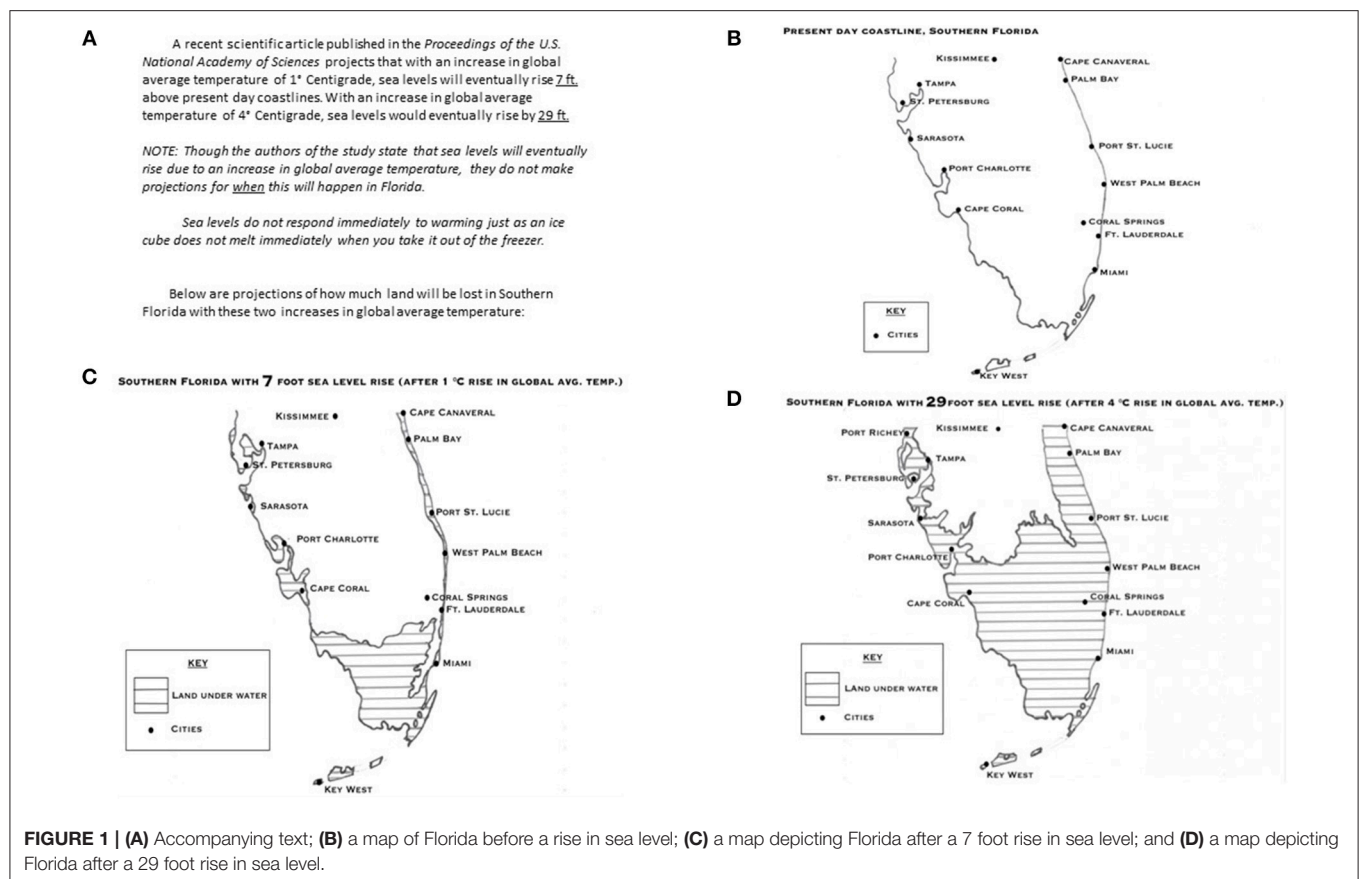 A
A recent scientific article published in the Proceedings of the U.S.
National Academy of Sciences projects that with an increase in global
average temperature of 1° Centigrade, sea levels will eventually rise 7 ft.
above present day coastlines. With an increase in global average
temperature of 4° Centigrade, sea levels would eventually rise by 29 ft.
NOTE: Though the authors of the study state that sea levels will eventually
rise due to an increase in global average temperature, they do not make
projections for when this will happen in Florida.
Sea levels do not respond immediately to warming just as an ice
cube does not melt immediately when you take it out of the freezer.
Below are projections of how much land will be lost in Southern
Florida with these two increases in global average temperature:
B
PRESENT DAY COASTLINE, SOUTHERN FLORIDA
KISSIMMEE
CAPE CANAVERAL
PALM BAY
TAMPA
ST. PETERSBURG
SARASOTA
PORT ST. LUCIE
PORT CHARLOTTE
WEST PALM BEACH
CAPE CORAL
CORAL SPRINGS
FT. LAUDERDALE
MIAMI
KEY
CITIES
KEY WEST
C
SOUTHERN FLORIDA WITH 7 FOOT SEA LEVEL RISE (AFTER 1 °C RISE IN GLOBAL AVG. TEMP.)
KISSIMMEE
CAPE CANAVERAL
PALM BAY
TAMPA
ST. PETERSBURG
SARASOTA
PORT ST. LUCIE
PORT CHARLOTTE
WEST PALM BEACH
CAPE CORAL
CORAL SPRINGS
FT. LAUDERDALE
MIAMI
KEY
LAND UNDER WATER
CITIES
KEY WEST
D
SOUTHERN FLORIDA WITH 29 FOOT SEA LEVEL RISE (AFTER 4 °C RISE IN GLOBAL AVG. TEMP.)
PORT RICHEY
KISSIMMEE
CAPE CANAVERAL
PALM BAY
TAMPA
ST. PETERSBURG
SARASOTA
PORT ST. LUCIE
PORT CHARLOTTE
WEST PALM BEACH
CAPE CORAL
CORAL SPRINGS
FT. LAUDERDALE
MIAMI
KEY
LAND UNDER WATER
CITIES
KEY WEST
FIGURE 1 | (A) Accompanying text; (B) a map of Florida before a rise in sea level; (C) a map depicting Florida after a 7 foot rise in sea level; and (D) a map depicting
Florida after a 29 foot rise in sea level.